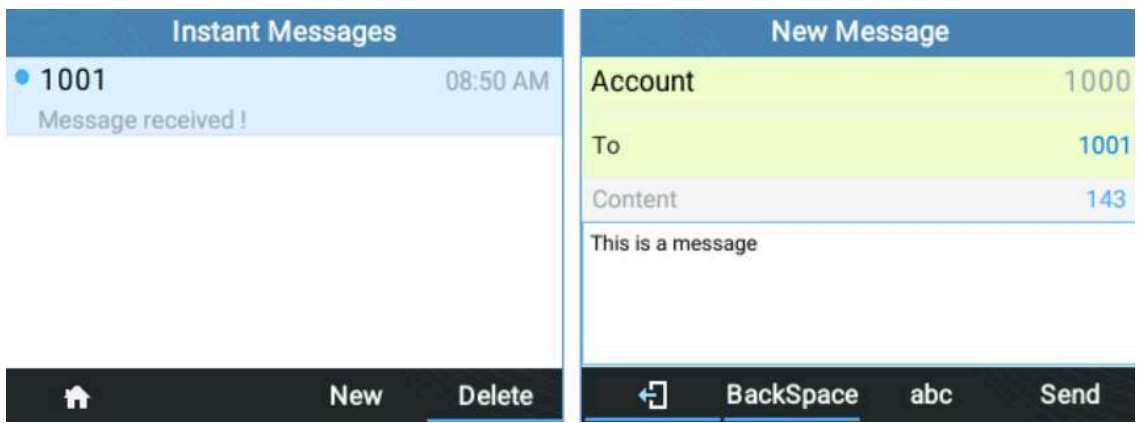 Instant Messages
1001 08:50 AM
Message received !
New Delete
New Message
Account 1000
To 1001
Content 143
This is a message
BackSpace abc Send